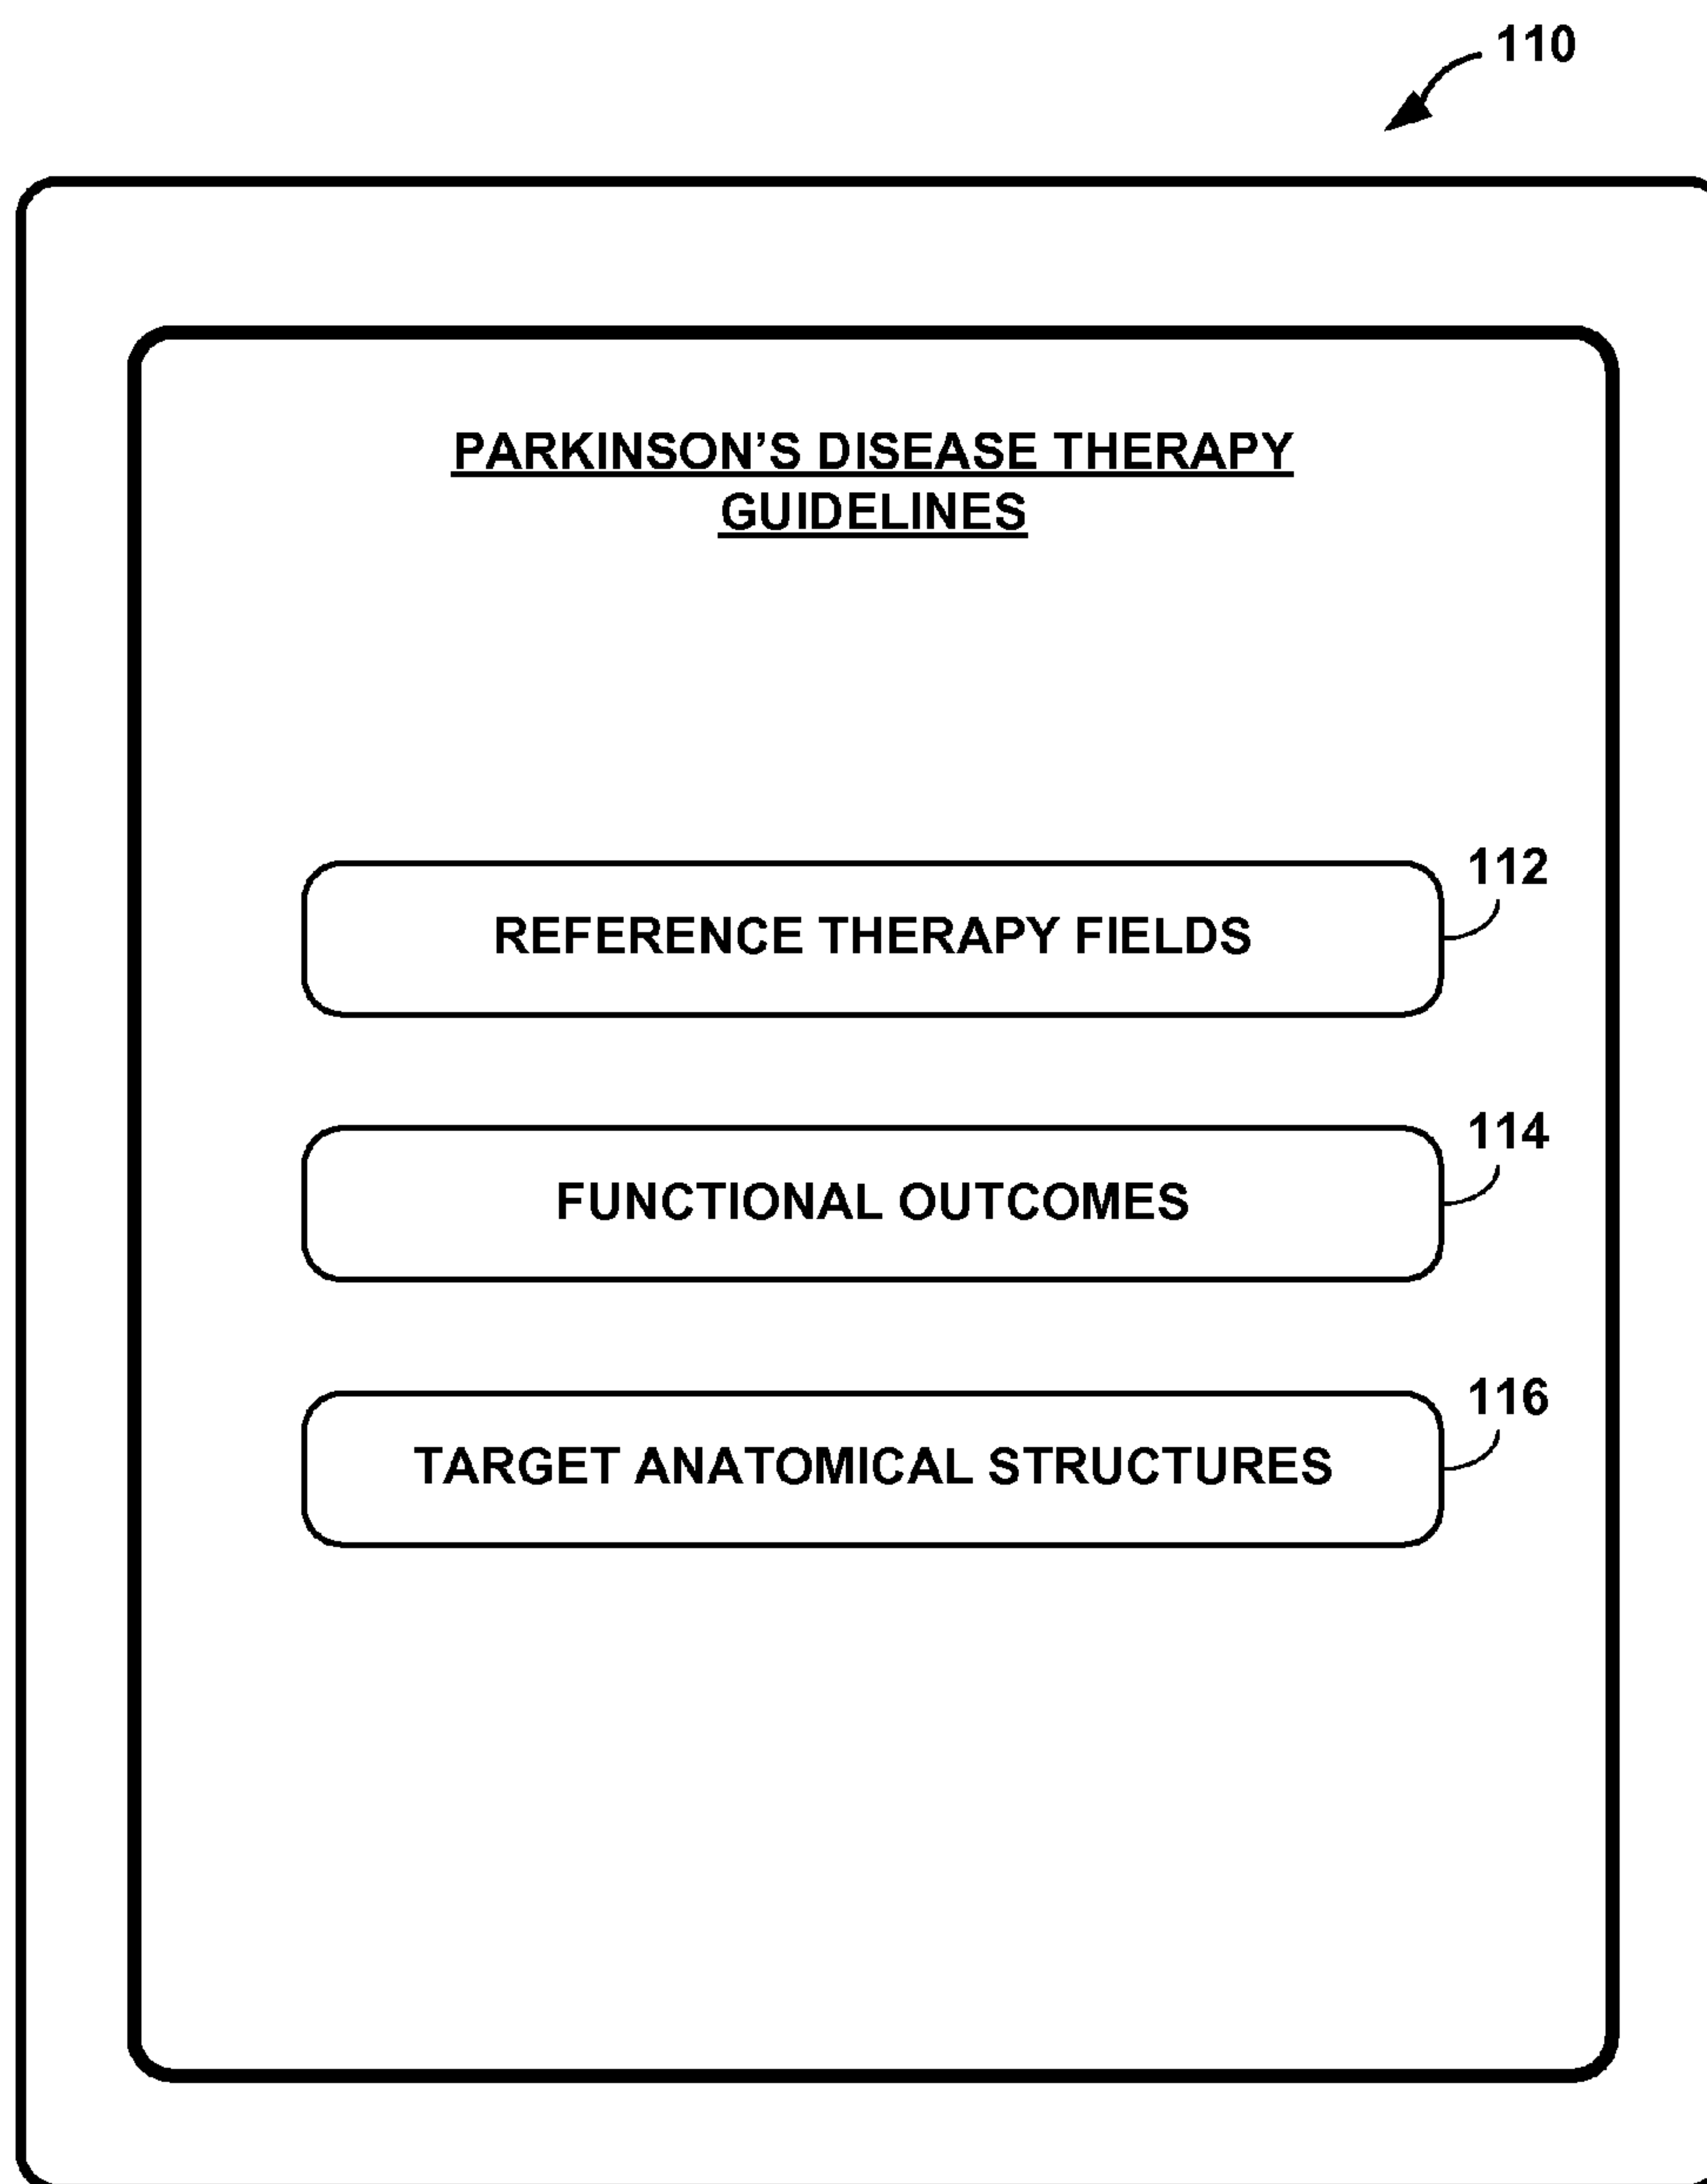 110
PARKINSON'S DISEASE THERAPY
GUIDELINES
112
REFERENCE THERAPY FIELDS
114
FUNCTIONAL OUTCOMES
116
TARGET ANATOMICAL STRUCTURES